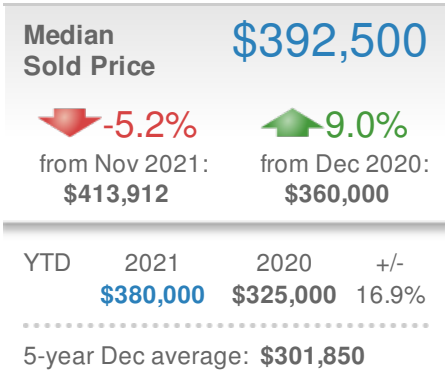 Median $392,500
Sold Price
-5.2% 9.0%
from Nov 2021: from Dec 2020:
$413,912 $360,000
YTD 2021 2020 +/-
$380,000 $325,000 16.9%
5-year Dec average: $301,850